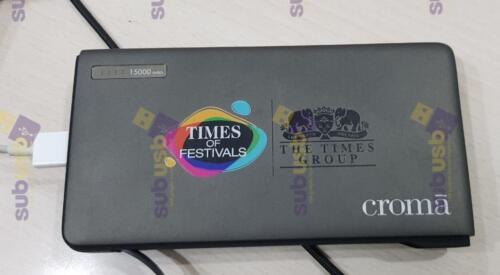 15000 mAh
TIMES
OF
FESTIVALS
THE TIMES
GROUP
croma
subusb
subusb
subusb
subusb